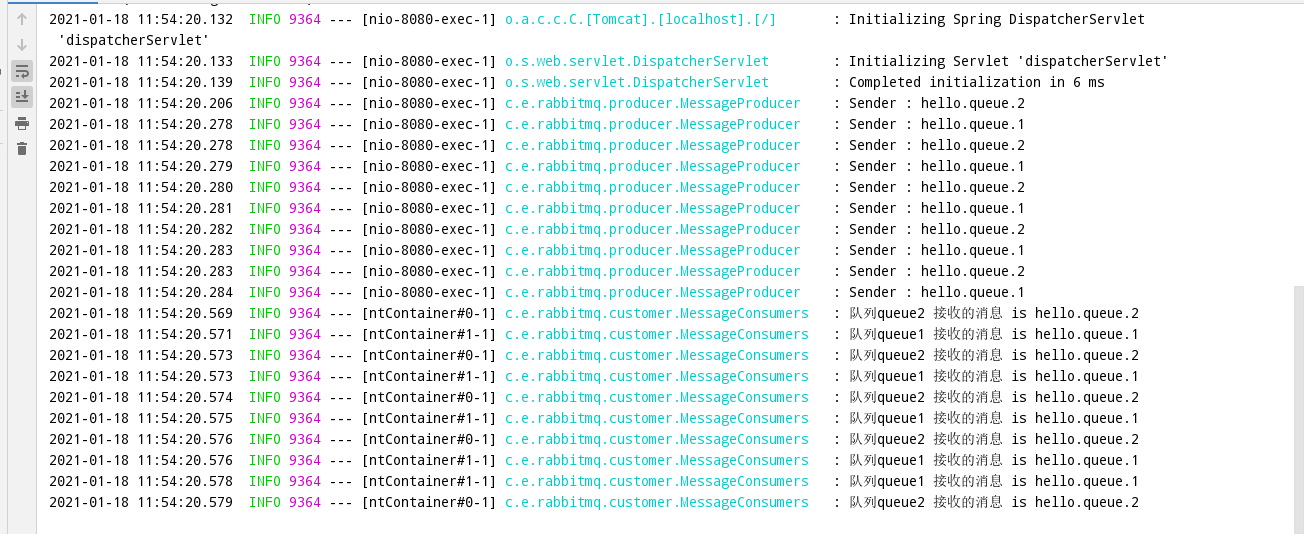 2021-01-18 11:54:20.132  INFO 9364 --- [nio-8080-exec-1] o.a.c.c.C.[Tomcat].[localhost].[/]       : Initializing Spring DispatcherServlet
'dispatcherServlet'
2021-01-18 11:54:20.133  INFO 9364 --- [nio-8080-exec-1] o.s.web.servlet.DispatcherServlet        : Initializing Servlet 'dispatcherServlet'
2021-01-18 11:54:20.139  INFO 9364 --- [nio-8080-exec-1] o.s.web.servlet.DispatcherServlet        : Completed initialization in 6 ms
2021-01-18 11:54:20.206  INFO 9364 --- [nio-8080-exec-1] c.e.rabbitmq.producer.MessageProducer    : Sender : hello.queue.2
2021-01-18 11:54:20.278  INFO 9364 --- [nio-8080-exec-1] c.e.rabbitmq.producer.MessageProducer    : Sender : hello.queue.1
2021-01-18 11:54:20.278  INFO 9364 --- [nio-8080-exec-1] c.e.rabbitmq.producer.MessageProducer    : Sender : hello.queue.2
2021-01-18 11:54:20.279  INFO 9364 --- [nio-8080-exec-1] c.e.rabbitmq.producer.MessageProducer    : Sender : hello.queue.1
2021-01-18 11:54:20.280  INFO 9364 --- [nio-8080-exec-1] c.e.rabbitmq.producer.MessageProducer    : Sender : hello.queue.2
2021-01-18 11:54:20.281  INFO 9364 --- [nio-8080-exec-1] c.e.rabbitmq.producer.MessageProducer    : Sender : hello.queue.1
2021-01-18 11:54:20.282  INFO 9364 --- [nio-8080-exec-1] c.e.rabbitmq.producer.MessageProducer    : Sender : hello.queue.2
2021-01-18 11:54:20.283  INFO 9364 --- [nio-8080-exec-1] c.e.rabbitmq.producer.MessageProducer    : Sender : hello.queue.1
2021-01-18 11:54:20.283  INFO 9364 --- [nio-8080-exec-1] c.e.rabbitmq.producer.MessageProducer    : Sender : hello.queue.2
2021-01-18 11:54:20.284  INFO 9364 --- [nio-8080-exec-1] c.e.rabbitmq.producer.MessageProducer    : Sender : hello.queue.1
2021-01-18 11:54:20.569  INFO 9364 --- [ntContainer#0-1] c.e.rabbitmq.customer.MessageConsumers   : 队列queue2 接收的消息 is hello.queue.2
2021-01-18 11:54:20.571  INFO 9364 --- [ntContainer#1-1] c.e.rabbitmq.customer.MessageConsumers   : 队列queue1 接收的消息 is hello.queue.1
2021-01-18 11:54:20.573  INFO 9364 --- [ntContainer#0-1] c.e.rabbitmq.customer.MessageConsumers   : 队列queue2 接收的消息 is hello.queue.2
2021-01-18 11:54:20.573  INFO 9364 --- [ntContainer#1-1] c.e.rabbitmq.customer.MessageConsumers   : 队列queue1 接收的消息 is hello.queue.1
2021-01-18 11:54:20.574  INFO 9364 --- [ntContainer#0-1] c.e.rabbitmq.customer.MessageConsumers   : 队列queue2 接收的消息 is hello.queue.2
2021-01-18 11:54:20.575  INFO 9364 --- [ntContainer#1-1] c.e.rabbitmq.customer.MessageConsumers   : 队列queue1 接收的消息 is hello.queue.1
2021-01-18 11:54:20.576  INFO 9364 --- [ntContainer#0-1] c.e.rabbitmq.customer.MessageConsumers   : 队列queue2 接收的消息 is hello.queue.2
2021-01-18 11:54:20.576  INFO 9364 --- [ntContainer#1-1] c.e.rabbitmq.customer.MessageConsumers   : 队列queue1 接收的消息 is hello.queue.1
2021-01-18 11:54:20.578  INFO 9364 --- [ntContainer#1-1] c.e.rabbitmq.customer.MessageConsumers   : 队列queue1 接收的消息 is hello.queue.1
2021-01-18 11:54:20.579  INFO 9364 --- [ntContainer#0-1] c.e.rabbitmq.customer.MessageConsumers   : 队列queue2 接收的消息 is hello.queue.2